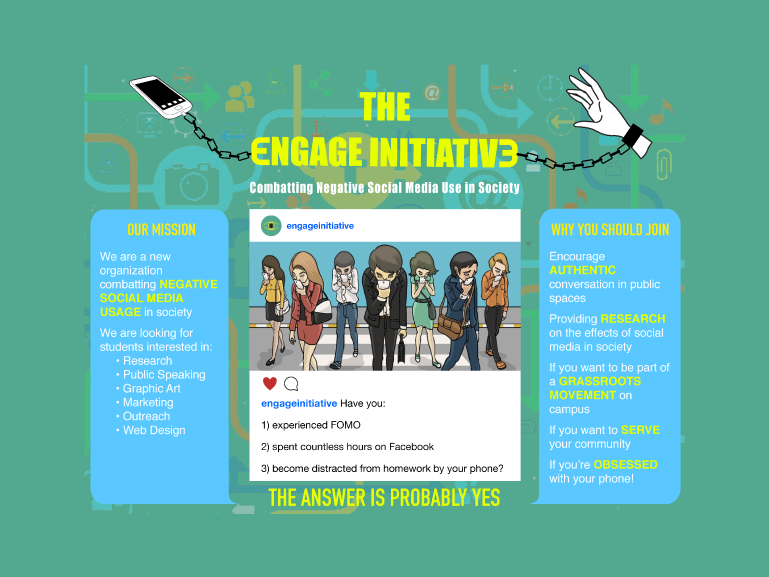 THE
ENGAGE INITIATIVE
Combatting Negative Social Media Use in Society
OUR MISSION
We are a new
organization
combatting NEGATIVE
SOCIAL MEDIA
USAGE in society
We are looking for
students interested in:
• Research
• Public Speaking
• Graphic Art
• Marketing
• Outreach
• Web Design
engageinitiative
engageinitiative Have you:
1) experienced FOMO
2) spent countless hours on Facebook
3) become distracted from homework by your phone?
THE ANSWER IS PROBABLY YES
WHY YOU SHOULD JOIN
Encourage
AUTHENTIC
conversation in public
spaces
Providing RESEARCH
on the effects of social
media in society
If you want to be part of
a GRASSROOTS
MOVEMENT on
campus
If you want to SERVE
your community
If you're OBSESSED
with your phone!